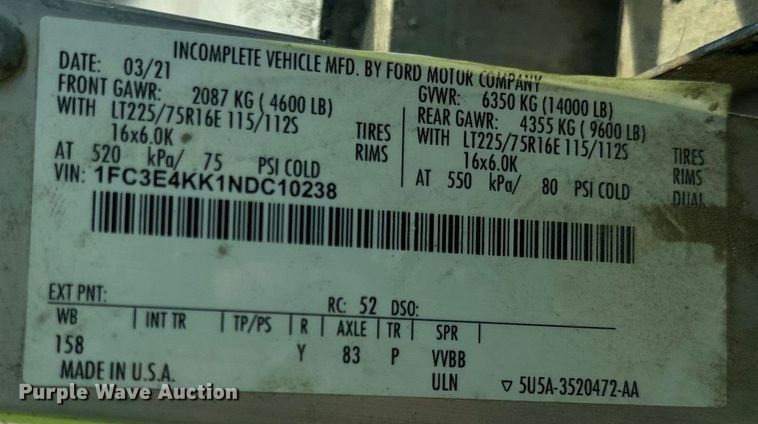 INCOMPLETE VEHICLE MFD. BY FORD MOTOR COMPANY
DATE: 03/21 GVWR: 6350 KG (14000 LB)
FRONT GAWR: 2087 KG ( 4600 LB) REAR GAWR: 4355 KG ( 9600 LB)
WITH LT225/75R16E 115/112S TIRES WITH LT225/75R16E 115/112S TIRES
16x6.0K RIMS 16x6.0K RIMS
AT 520 kPa/ 75 PSI COLD AT 550 kPa/ 80 PSI COLD DUAL
VIN: 1FC3E4KK1NDC10238
EXT PNT: RC: 52 DSO:
WB INT TR TP/PS R AXLE TR SPR
158 Y 83 P VVBB
MADE IN U.S.A. ULN ▽ 5U5A-3520472-AA
Purple Wave Auction